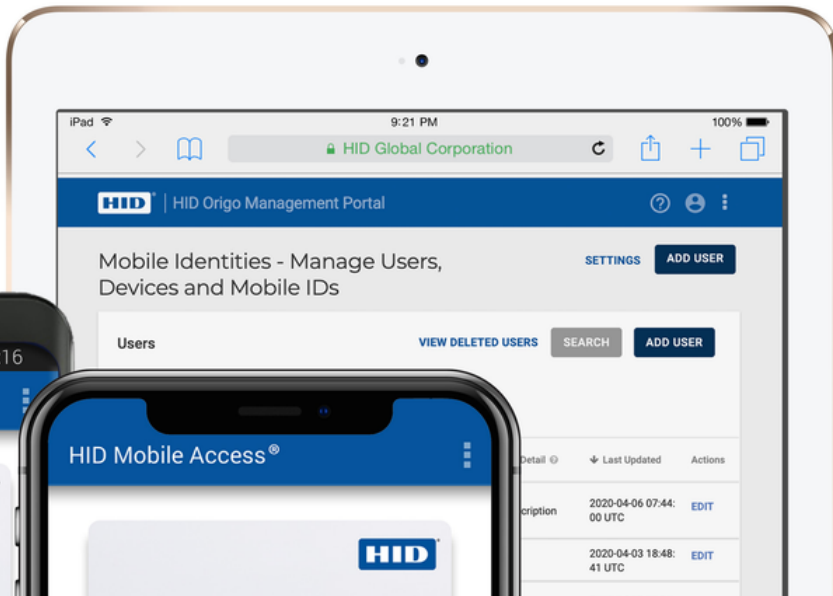 iPad
9:21 PM
100%
HID Global Corporation
HID | HID Origo Management Portal
Mobile Identities - Manage Users,
Devices and Mobile IDs
SETTINGS
ADD USER
Users
VIEW DELETED USERS
SEARCH
ADD USER
:16
HID Mobile Access®
HID
Detail
Last Updated
Actions
cription
2020-04-06 07:44:
00 UTC
EDIT
2020-04-03 18:48:
41 UTC
EDIT